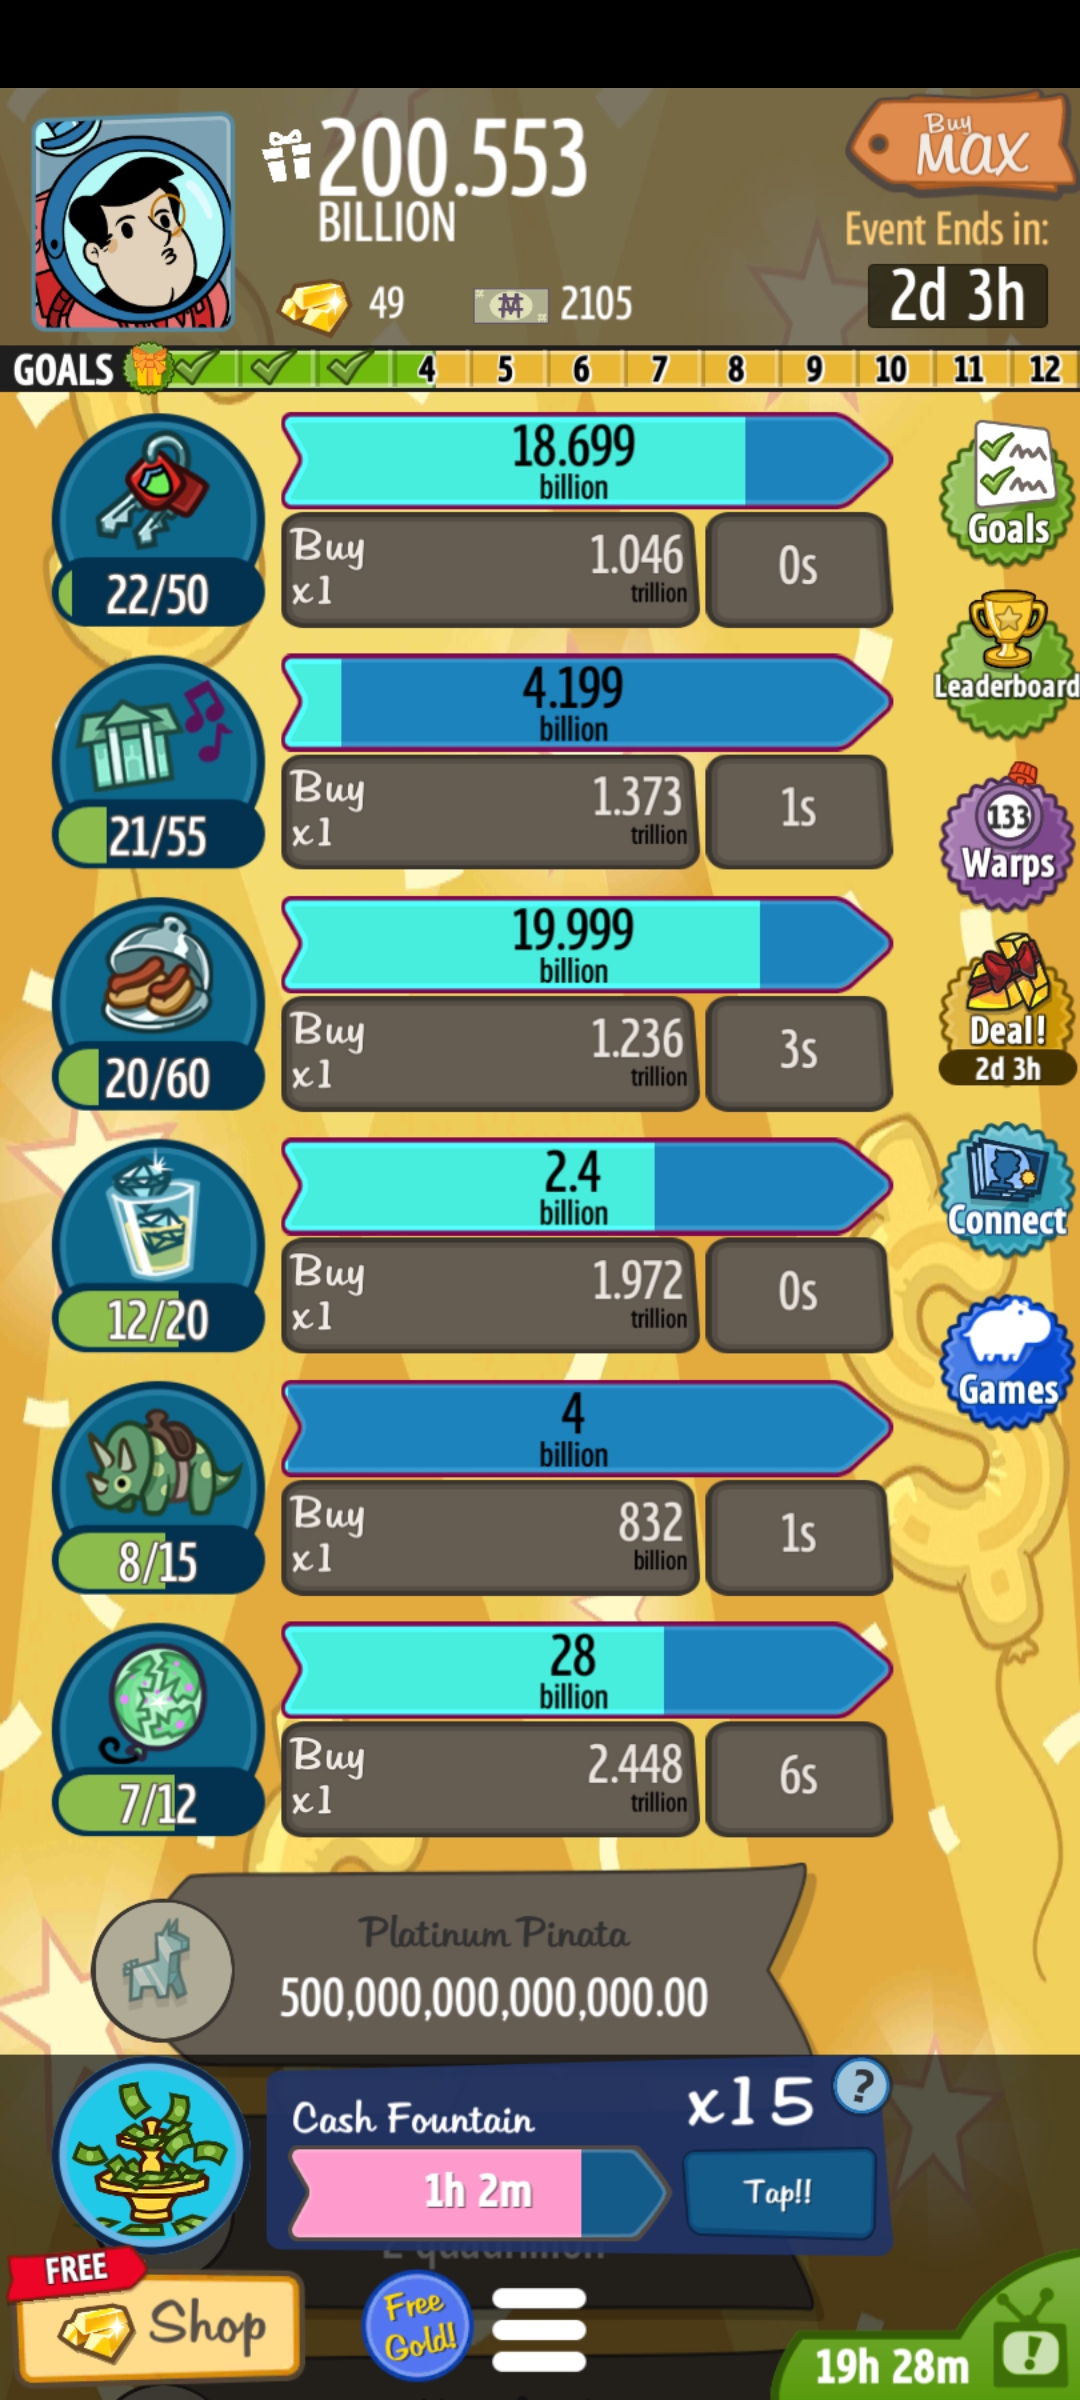 200.553
BILLION
49
2105
Buy
MAX
Event Ends in:
2d 3h
GOALS
4 5 6 7 8 9 10 11 12
18.699
billion
Buy
x1
1.046
trillion
0s
22/50
Goals
4.199
billion
Buy
x1
1.373
trillion
1s
21/55
Leaderboard
133
Warps
19.999
billion
Buy
x1
1.236
trillion
3s
20/60
Deal!
2d 3h
2.4
billion
Buy
x1
1.972
trillion
0s
12/20
Connect
4
billion
Buy
x1
832
billion
1s
8/15
Games
28
billion
Buy
x1
2.448
trillion
6s
7/12
Platinum Pinata
500,000,000,000,000.00
Cash Fountain
x15
?
1h 2m
Tap!!
2 quadrillion
FREE
Shop
Free
Gold!
19h 28m
!